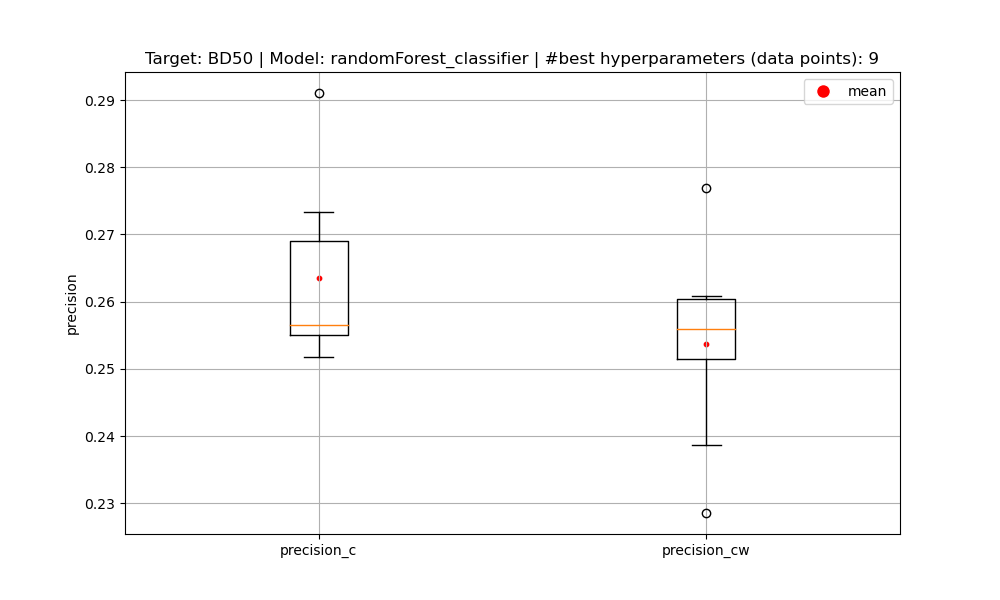 Target: BD50 | Model: randomForest_classifier | #best hyperparameters (data points): 9
mean
0.29
0.28
0.27
0.26
0.25
0.24
0.23
precision
precision_c
precision_cw